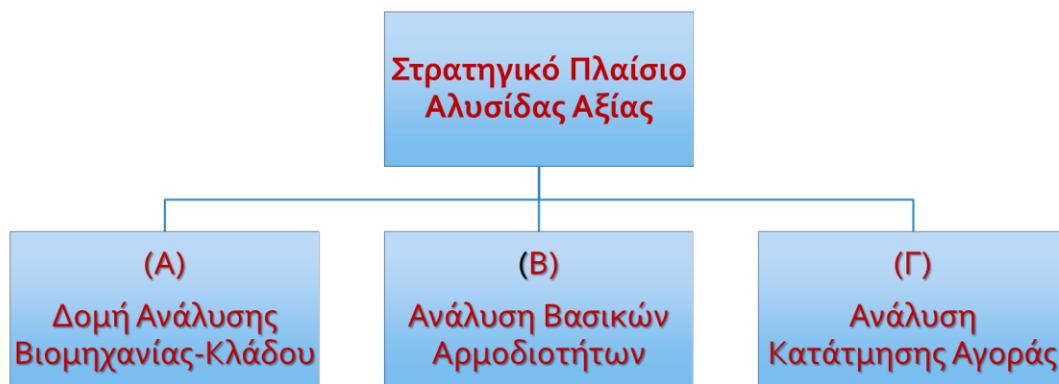 Στρατηγικό Πλαίσιο
Αλυσίδας Αξίας
(Α)
Δομή Ανάλυσης
Βιομηχανίας-Κλάδου
(Β)
Ανάλυση Βασικών
Αρμοδιοτήτων
(Γ)
Ανάλυση
Κατάτμησης Αγοράς